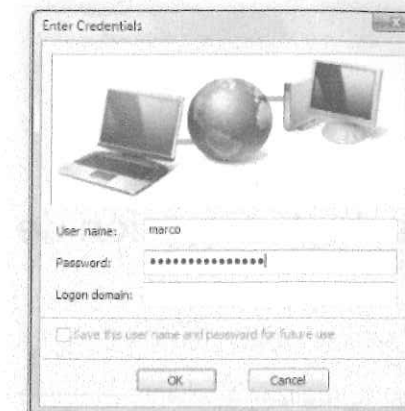 Enter Credentials
User name: marco
Password: ●●●●●●●●●●●●●●●
Logon domain:
Save this user name and password for future use
OK Cancel